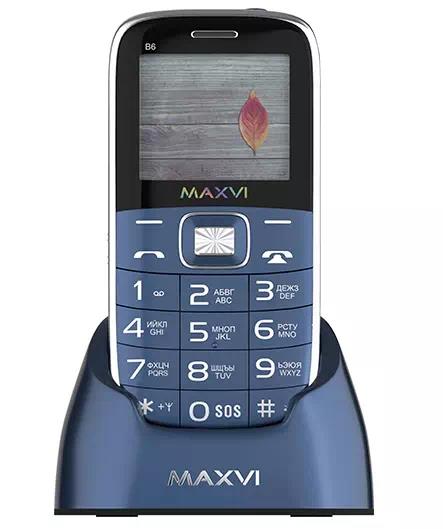 B6
MAXVI
1 2 АБВГ ABC 3 ДЕЖЗ DEF
4 ИЙКЛ GHI 5 МНОП JKL 6 РСТУ MNO
7 ФХЦЧ PQRS 8 ШЩЪЫ TUV 9 ЬЭЮЯ WXYZ
* + 0 SOS #
MAXVI